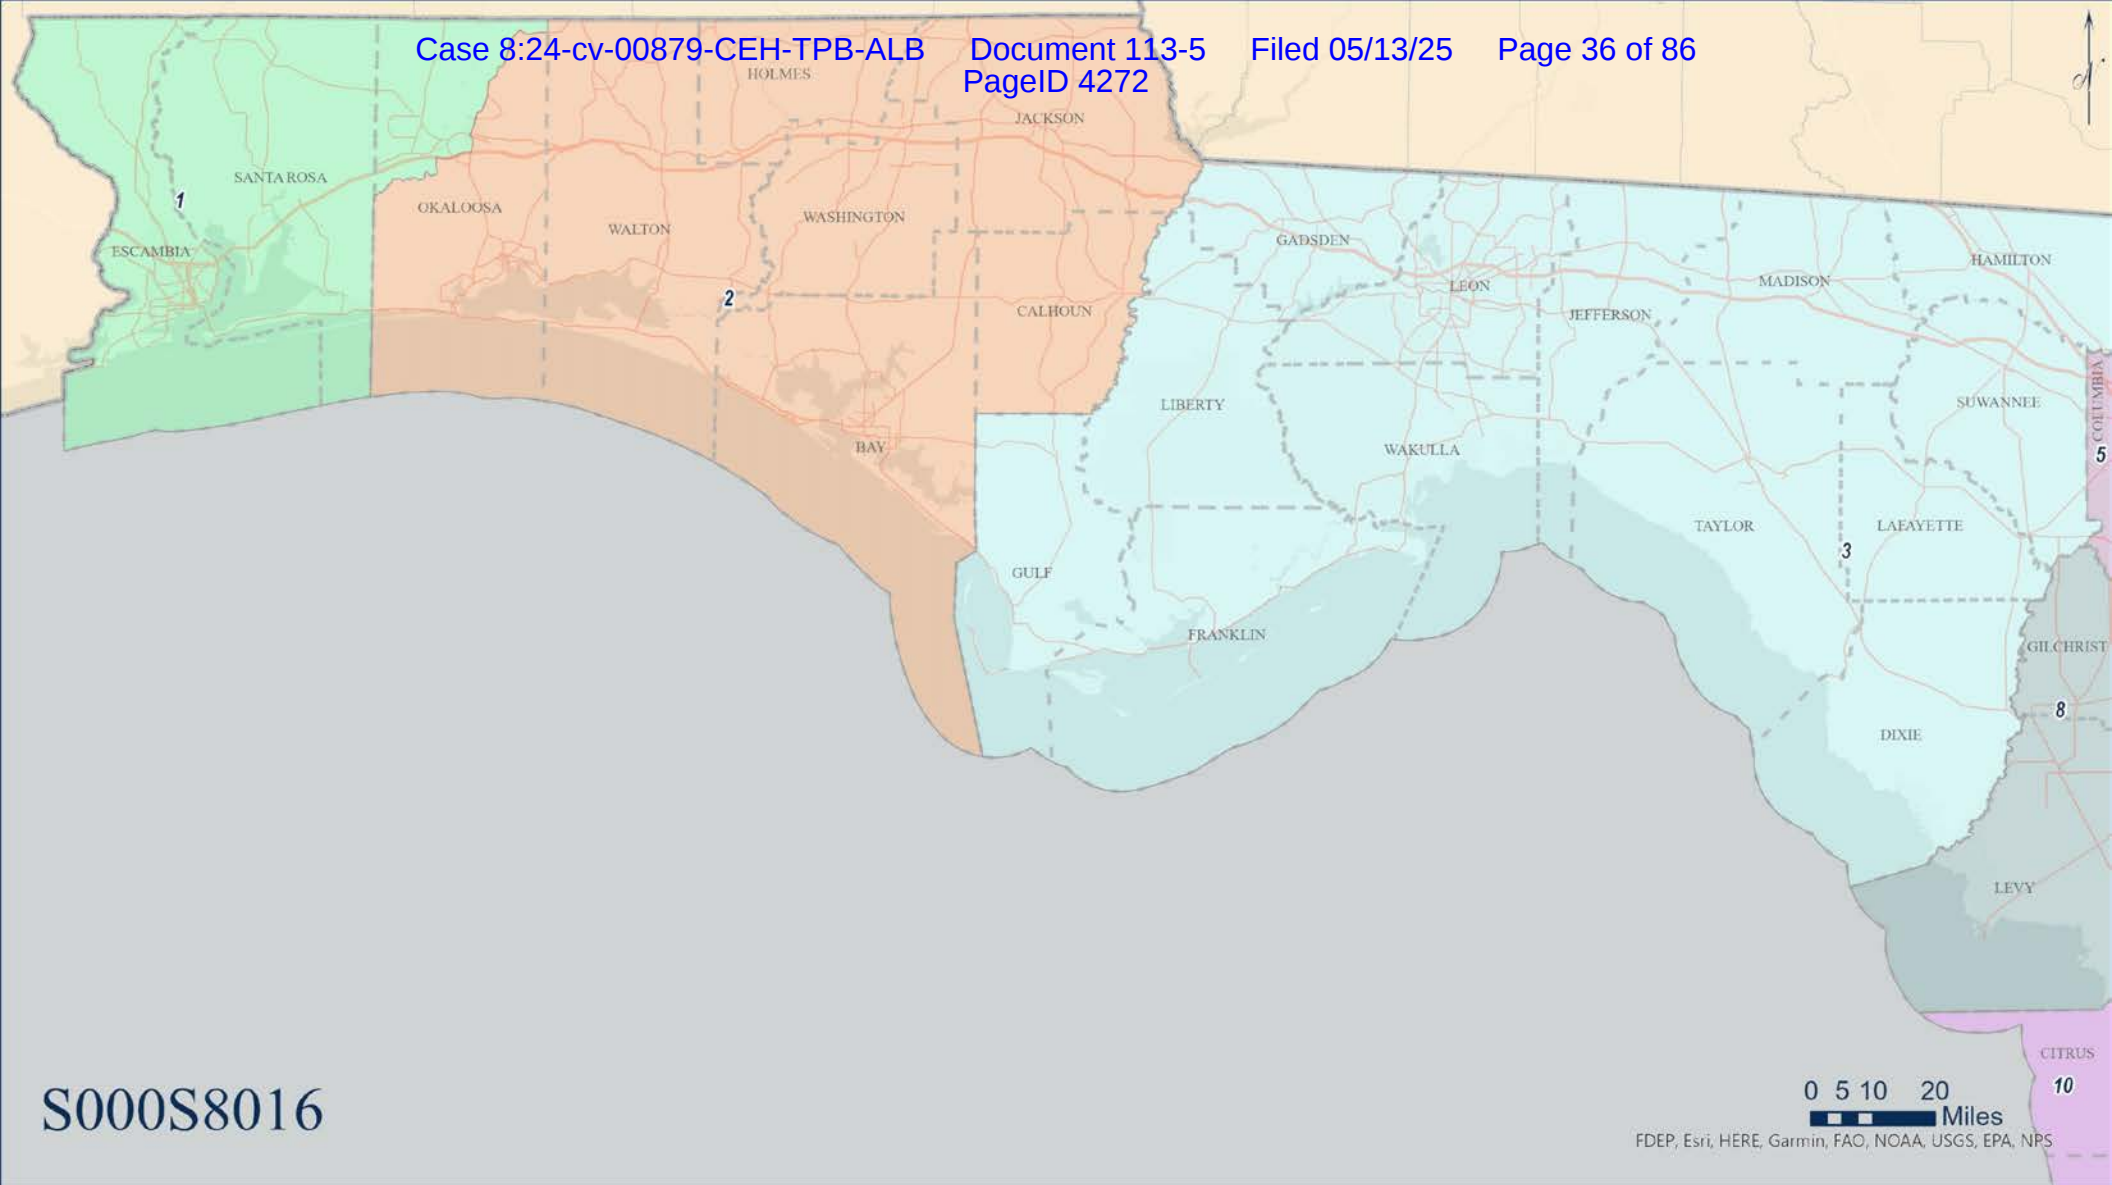 Case 8:24-cv-00879-CEH-TPB-ALB Document 113-5 Filed 05/13/25 Page 36 of 86
PageID 4272
HOLMES
JACKSON
SANTA ROSA
1
OKALOOSA
WALTON
WASHINGTON
ESCAMBIA
GADSDEN
HAMILTON
MADISON
LEON
2
CALHOUN
JEFFERSON
COLUMBIA
LIBERTY
SUWANNEE
BAY
WAKULLA
5
TAYLOR
LAFAYETTE
3
GULF
FRANKLIN
GILCHRIST
8
DIXIE
LEVY
CITRUS
10
S000S8016
0 5 10 20
Miles
FDEP, Esri, HERE, Garmin, FAO, NOAA, USGS, EPA, NPS
N